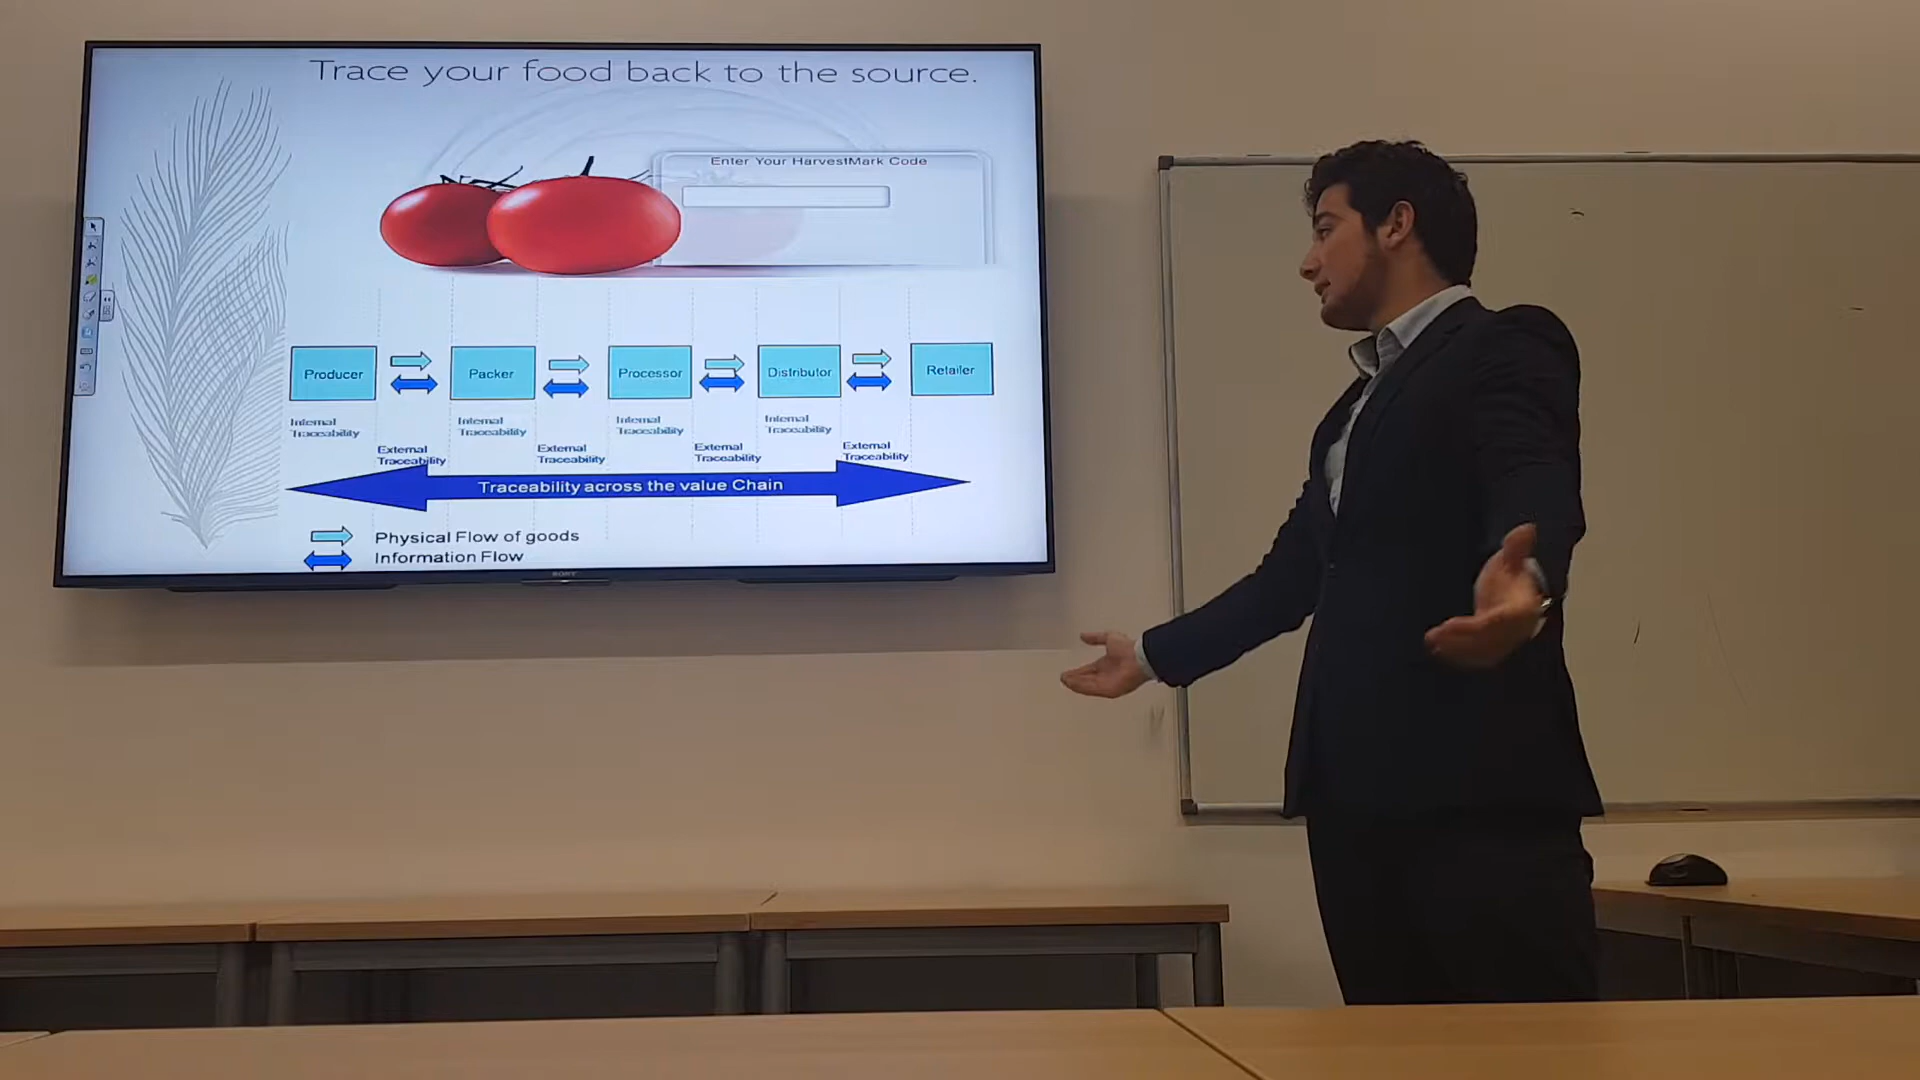 Trace your food back to the source.
Enter Your HarvestMark Code
Producer
Packer
Processor
Distributor
Retailer
Internal
Traceability
Internal
Traceability
Internal
Traceability
Internal
Traceability
External
Traceability
External
Traceability
External
Traceability
External
Traceability
Traceability across the value Chain
Physical Flow of goods
Information Flow
SONY